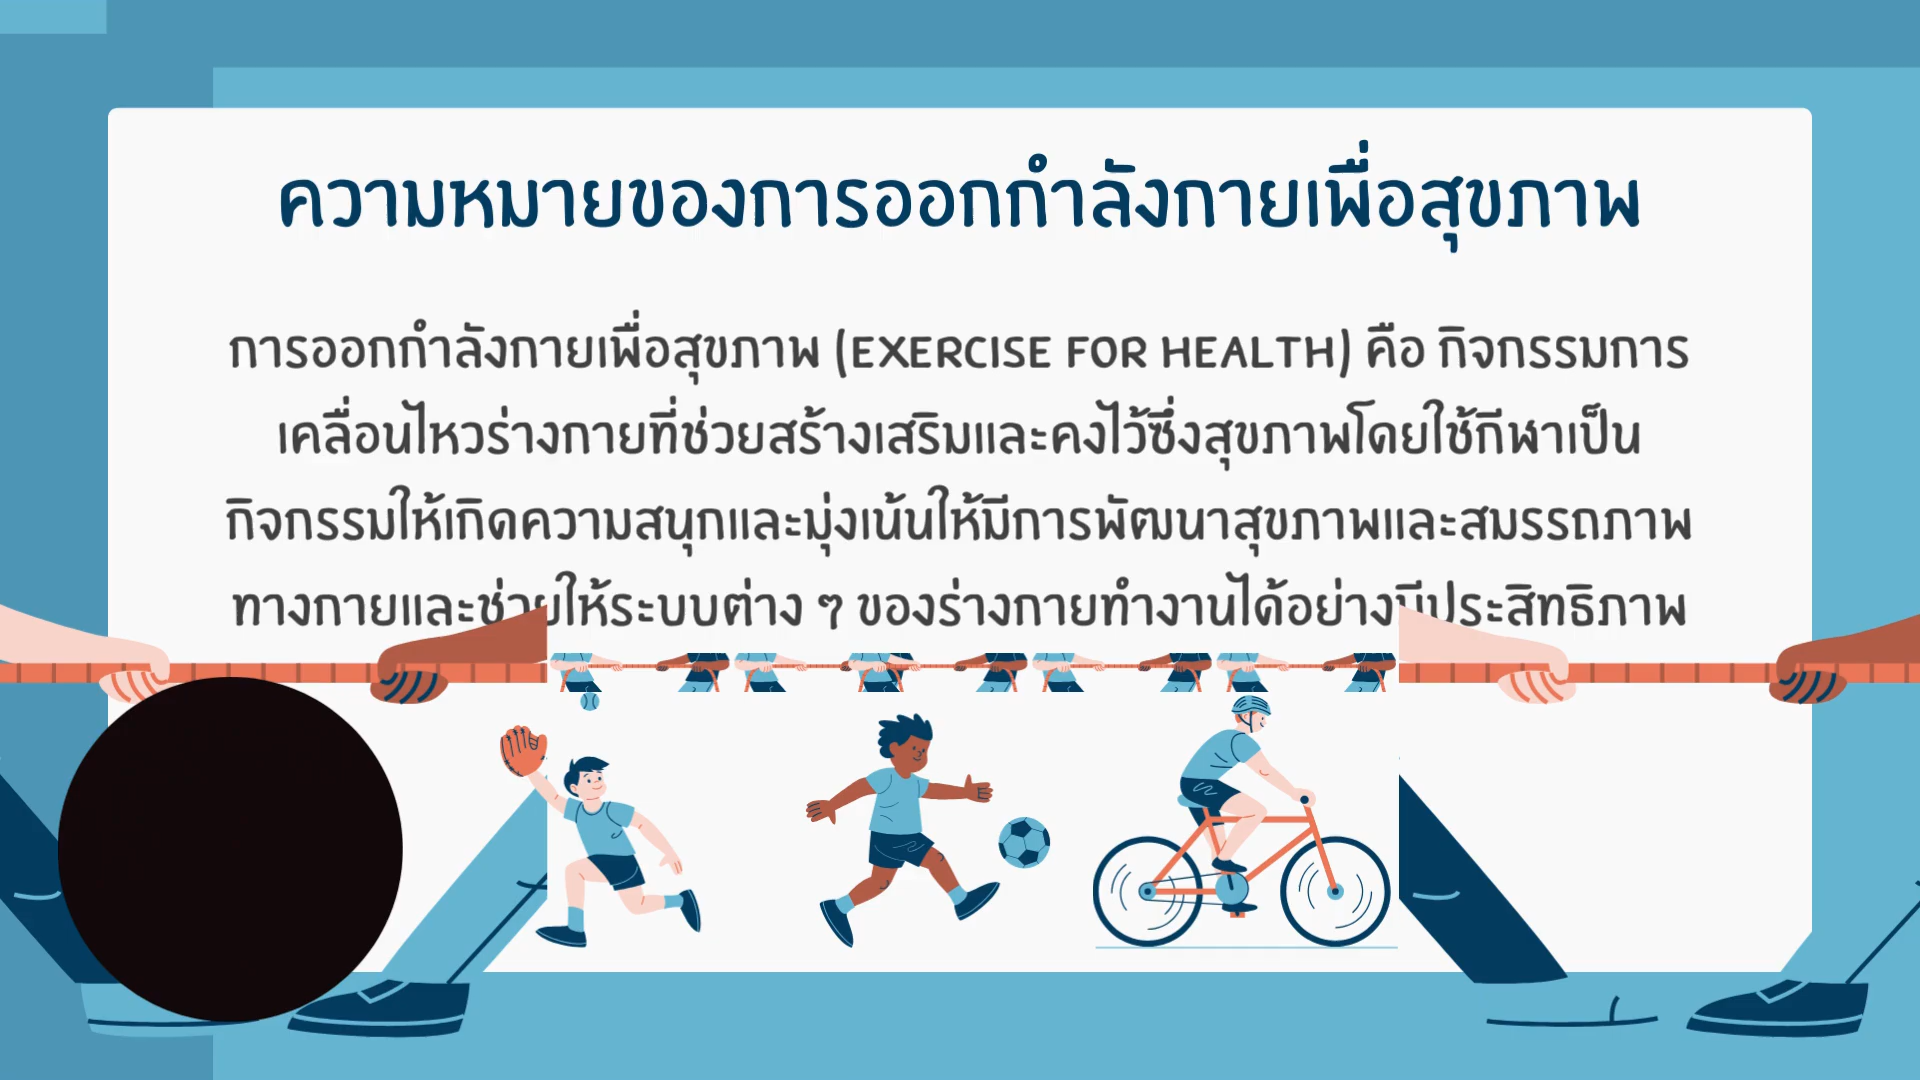 ความหมายของการออกกำลังกายเพื่อสุขภาพ
การออกกำลังกายเพื่อสุขภาพ (EXERCISE FOR HEALTH) คือ กิจกรรมการ
เคลื่อนไหวร่างกายที่ช่วยสร้างเสริมและคงไว้ซึ่งสุขภาพโดยใช้กีฬาเป็น
กิจกรรมให้เกิดความสนุกและมุ่งเน้นให้มีการพัฒนาสุขภาพและสมรรถภาพ
ทางกายและช่วยให้ระบบต่าง ๆ ของร่างกายทำงานได้อย่างมีประสิทธิภาพ